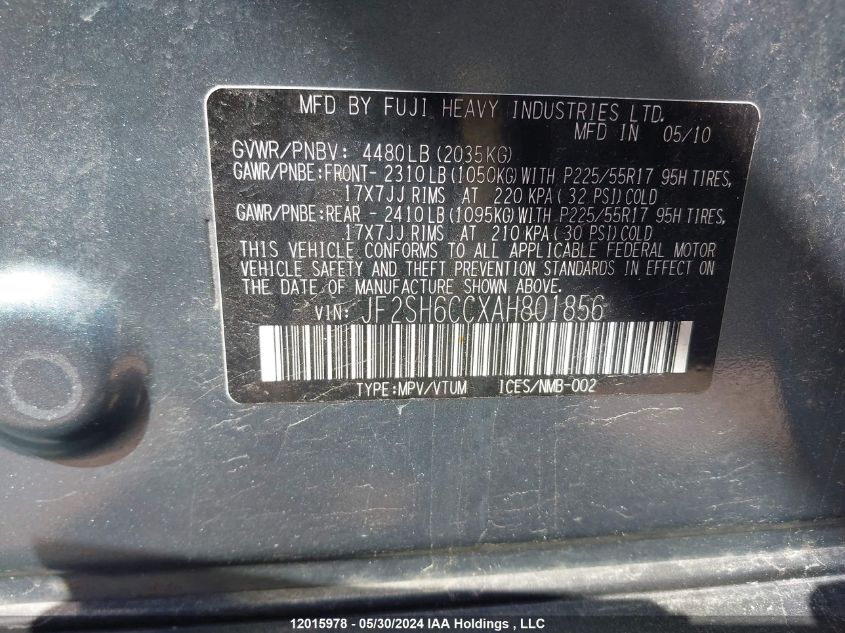 MFD BY FUJI HEAVY INDUSTRIES LTD.
MFD IN 05/10
GVWR/PNBV: 4480LB (2035KG)
GAWR/PNBE:FRONT- 2310 LB (1050KG) WITH P225/55R17 95H TIRES,
17X7JJ RIMS AT 220 KPA ( 32 PSI) COLD
GAWR/PNBE:REAR - 2410 LB (1095KG) WITH P225/55R17 95H TIRES,
17X7JJ RIMS AT 210 KPA ( 30 PSI) COLD
THIS VEHICLE CONFORMS TO ALL APPLICABLE FEDERAL MOTOR
VEHICLE SAFETY AND THEFT PREVENTION STANDARDS IN EFFECT ON
THE DATE OF MANUFACTURE SHOWN ABOVE.
VIN: JF2SH6CCXAH801856
TYPE:MPV/VTUM ICES/NMB-002
12015978 - 05/30/2024 IAA Holdings , LLC